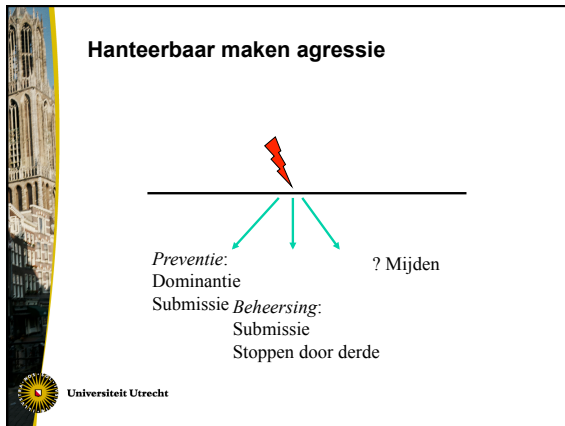 Hanteerbaar maken agressie
Preventie:
Dominantie
Submissie
Beheersing:
Submissie
Stoppen door derde
? Mijden
Universiteit Utrecht